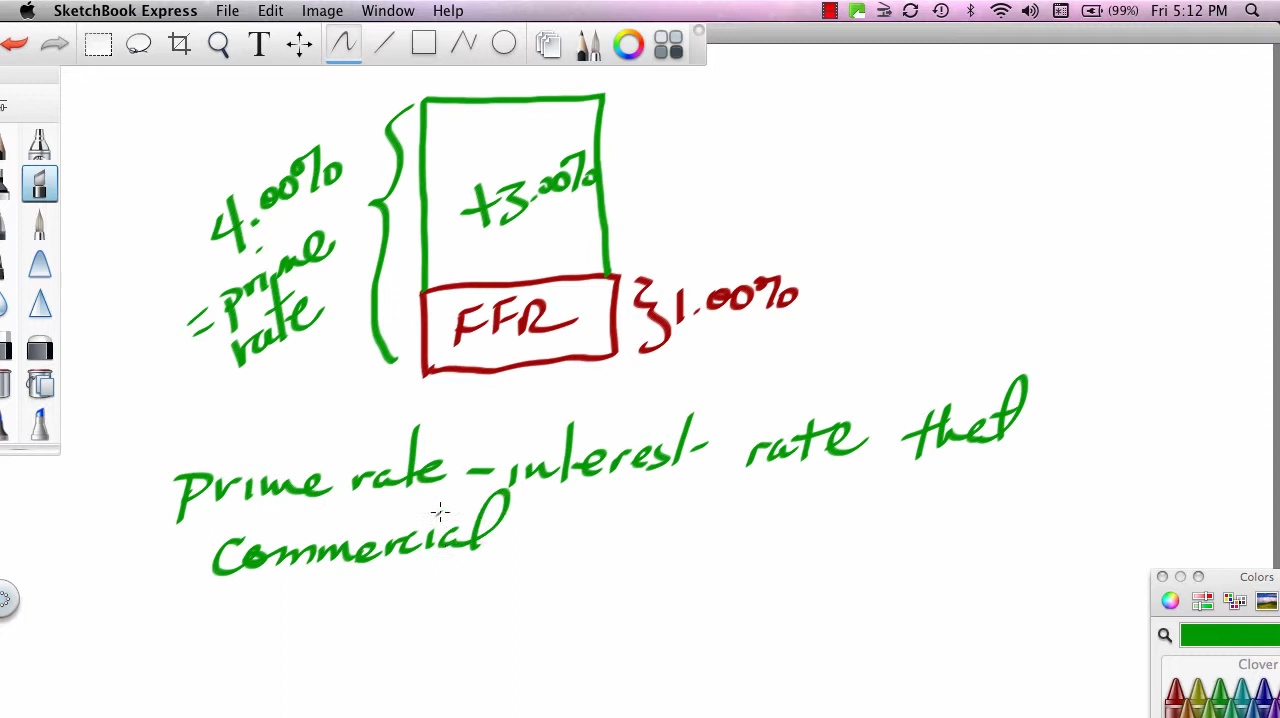 SketchBook Express File Edit Image Window Help (99%) Fri 5:12 PM
T
+3.00%
4.00%
= prime
rate
FFR
1.00%
Prime rate - interest rate that
Commercial
Colors
Clover